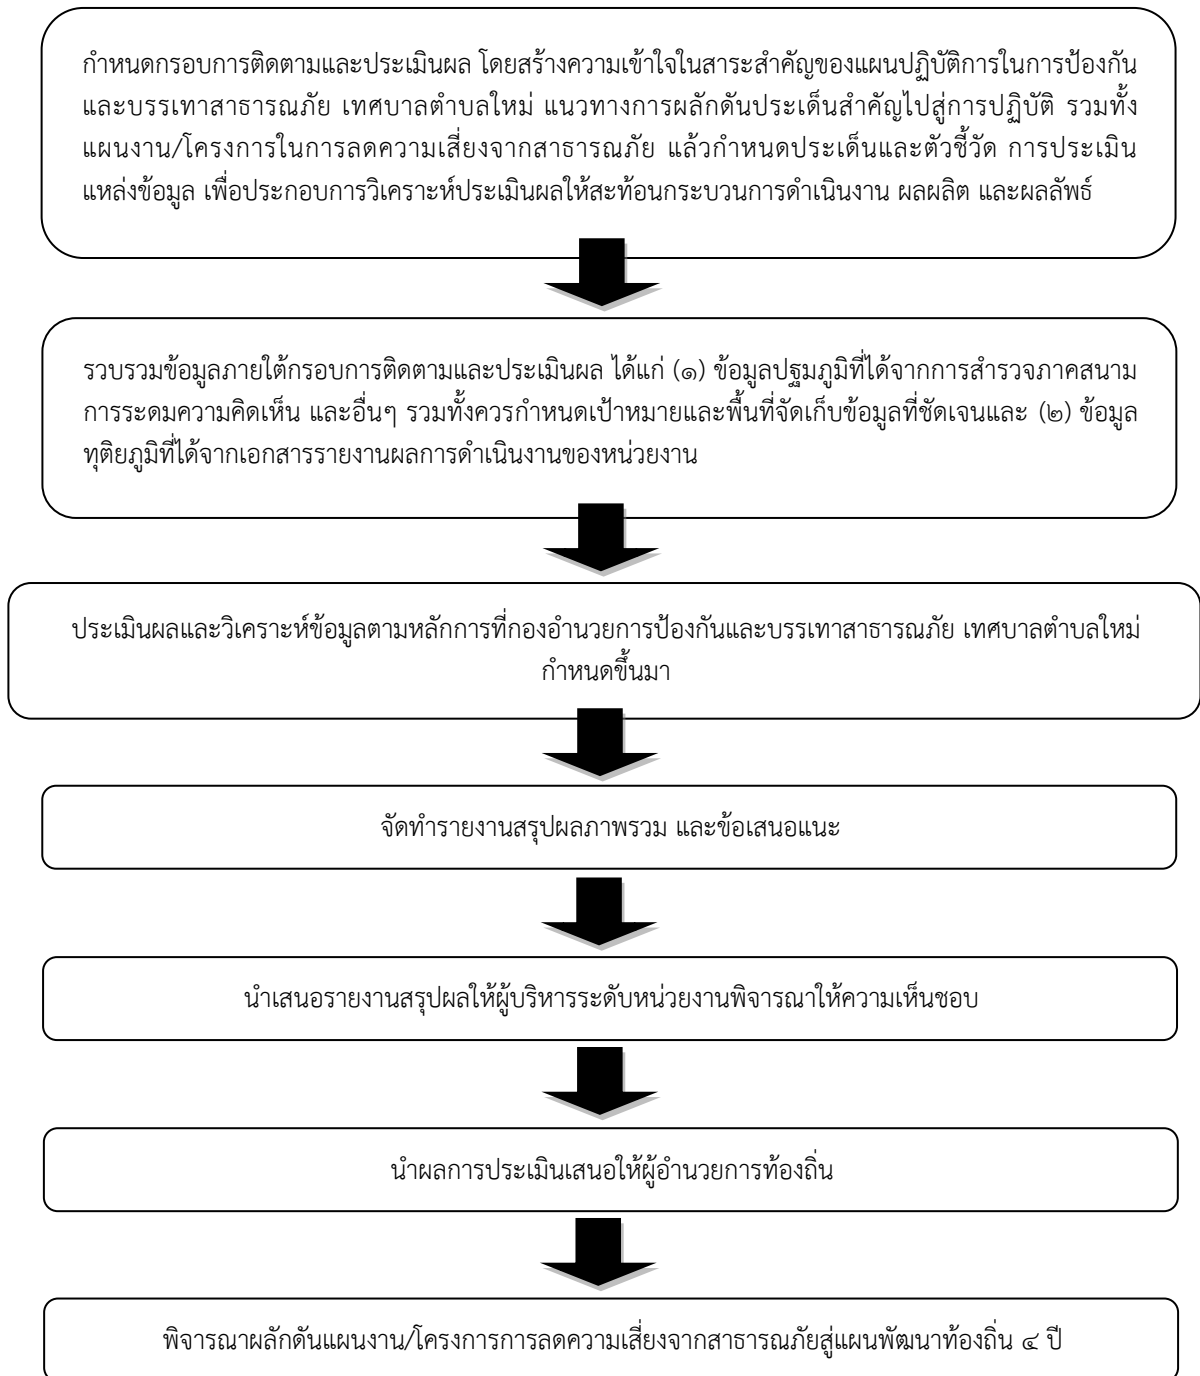 กำหนดกรอบการติดตามและประเมินผล โดยสร้างความเข้าใจในสาระสำคัญของแผนปฏิบัติการในการป้องกัน
และบรรเทาสาธารณภัย เทศบาลตำบลใหม่ แนวทางการผลักดันประเด็นสำคัญไปสู่การปฏิบัติ รวมทั้ง
แผนงาน/โครงการในการลดความเสี่ยงจากสาธารณภัย แล้วกำหนดประเด็นและตัวชี้วัด การประเมิน
แหล่งข้อมูล เพื่อประกอบการวิเคราะห์ประเมินผลให้สะท้อนกระบวนการดำเนินงาน ผลผลิต และผลลัพธ์
รวบรวมข้อมูลภายใต้กรอบการติดตามและประเมินผล ได้แก่ (๑) ข้อมูลปฐมภูมิที่ได้จากการสำรวจภาคสนาม
การระดมความคิดเห็น และอื่นๆ รวมทั้งควรกำหนดเป้าหมายและพื้นที่จัดเก็บข้อมูลที่ชัดเจนและ (๒) ข้อมูล
ทุติยภูมิที่ได้จากเอกสารรายงานผลการดำเนินงานของหน่วยงาน
ประเมินผลและวิเคราะห์ข้อมูลตามหลักการที่กองอำนวยการป้องกันและบรรเทาสาธารณภัย เทศบาลตำบลใหม่
กำหนดขึ้นมา
จัดทำรายงานสรุปผลภาพรวม และข้อเสนอแนะ
นำเสนอรายงานสรุปผลให้ผู้บริหารระดับหน่วยงานพิจารณาให้ความเห็นชอบ
นำผลการประเมินเสนอให้ผู้อำนวยการท้องถิ่น
พิจารณาผลักดันแผนงาน/โครงการการลดความเสี่ยงจากสาธารณภัยสู่แผนพัฒนาท้องถิ่น ๔ ปี